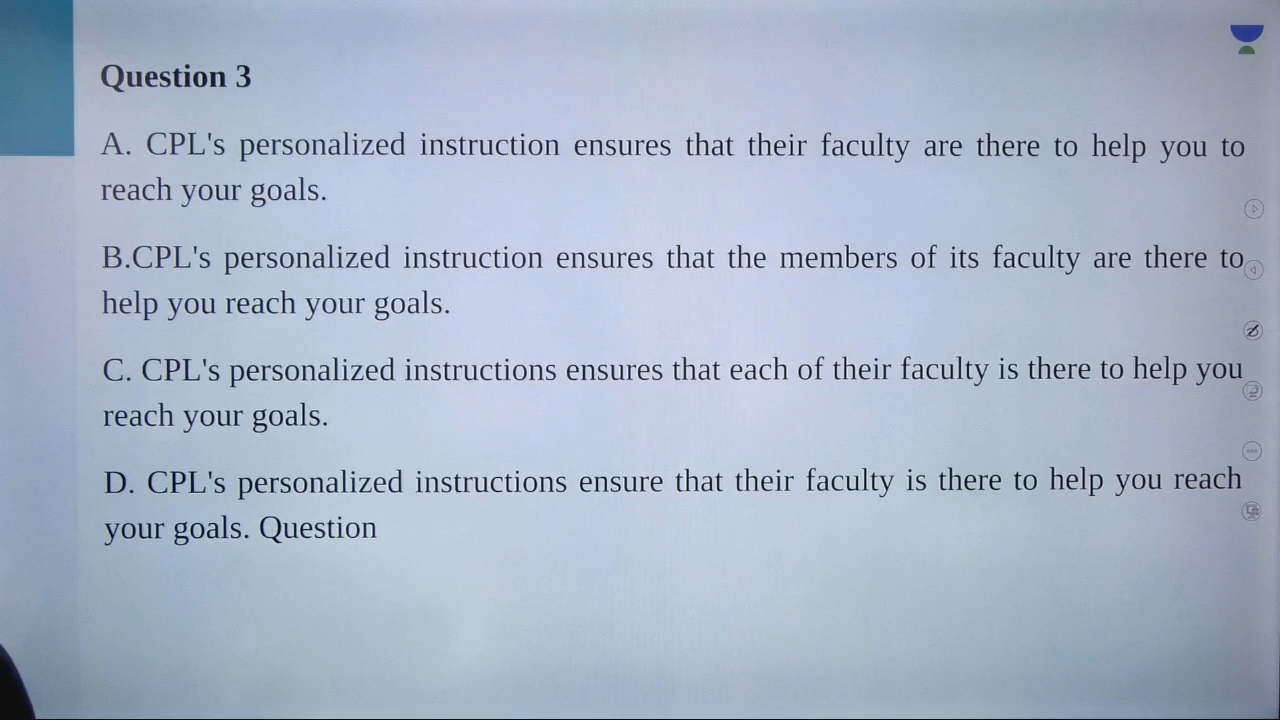 Question 3
A. CPL's personalized instruction ensures that their faculty are there to help you to
reach your goals.
B.CPL's personalized instruction ensures that the members of its faculty are there to
help you reach your goals.
C. CPL's personalized instructions ensures that each of their faculty is there to help you
reach your goals.
D. CPL's personalized instructions ensure that their faculty is there to help you reach
your goals. Question